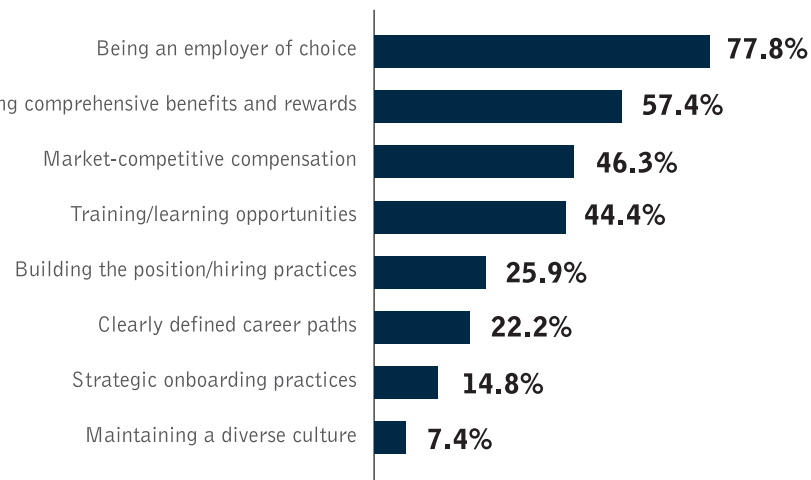 Being an employer of choice 77.8%
comprehensive benefits and rewards 57.4%
Market-competitive compensation 46.3%
Training/learning opportunities 44.4%
Building the position/hiring practices 25.9%
Clearly defined career paths 22.2%
Strategic onboarding practices 14.8%
Maintaining a diverse culture 7.4%